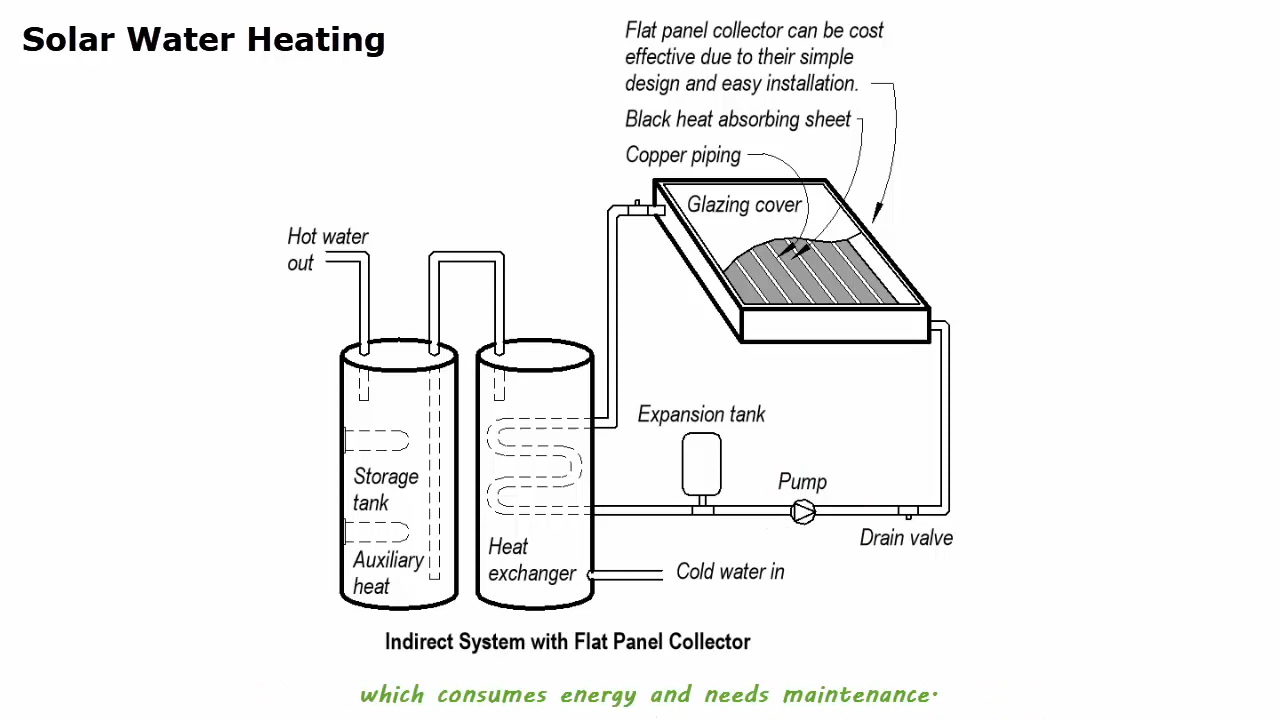 Solar Water Heating
Flat panel collector can be cost
effective due to their simple
design and easy installation.
Black heat absorbing sheet
Copper piping
Glazing cover
Hot water
out
Expansion tank
Storage
tank
Pump
Drain valve
Auxiliary
heat
Heat
exchanger
Cold water in
Indirect System with Flat Panel Collector
which consumes energy and needs maintenance.